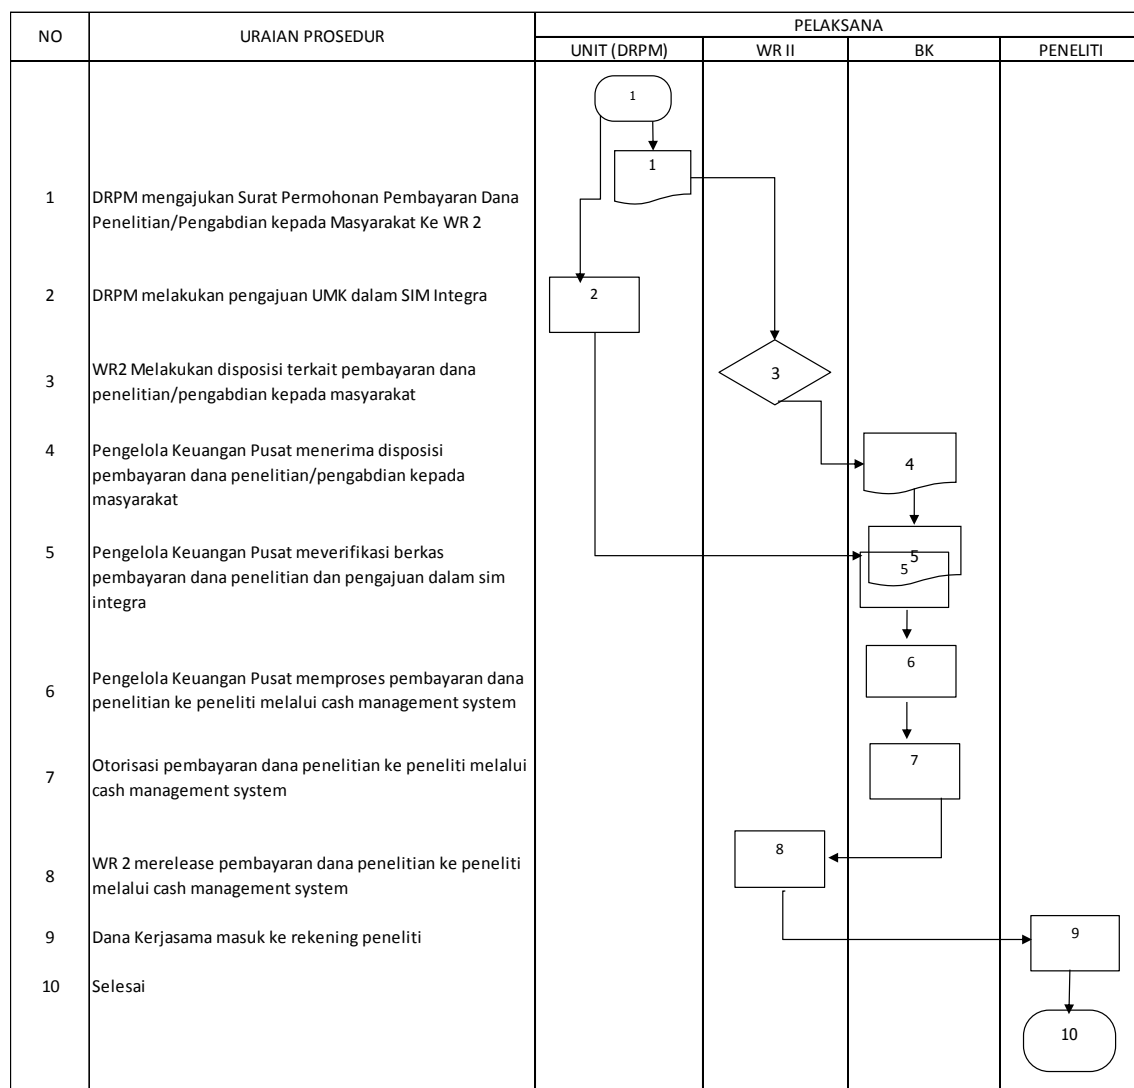 NO
URAIAN PROSEDUR
PELAKSANA
UNIT (DRPM)
WR II
BK
PENELITI
1
1
1
DRPM mengajukan Surat Permohonan Pembayaran Dana
Penelitian/Pengabdian kepada Masyarakat Ke WR 2
2
DRPM melakukan pengajuan UMK dalam SIM Integra
2
3
WR2 Melakukan disposisi terkait pembayaran dana
penelitian/pengabdian kepada masyarakat
3
4
Pengelola Keuangan Pusat menerima disposisi
pembayaran dana penelitian/pengabdian kepada
masyarakat
4
5
Pengelola Keuangan Pusat meverifikasi berkas
pembayaran dana penelitian dan pengajuan dalam sim
integra
5
5
6
Pengelola Keuangan Pusat memproses pembayaran dana
penelitian ke peneliti melalui cash management system
6
7
Otorisasi pembayaran dana penelitian ke peneliti melalui
cash management system
7
8
WR 2 merelease pembayaran dana penelitian ke peneliti
melalui cash management system
8
9
Dana Kerjasama masuk ke rekening peneliti
9
10
Selesai
10